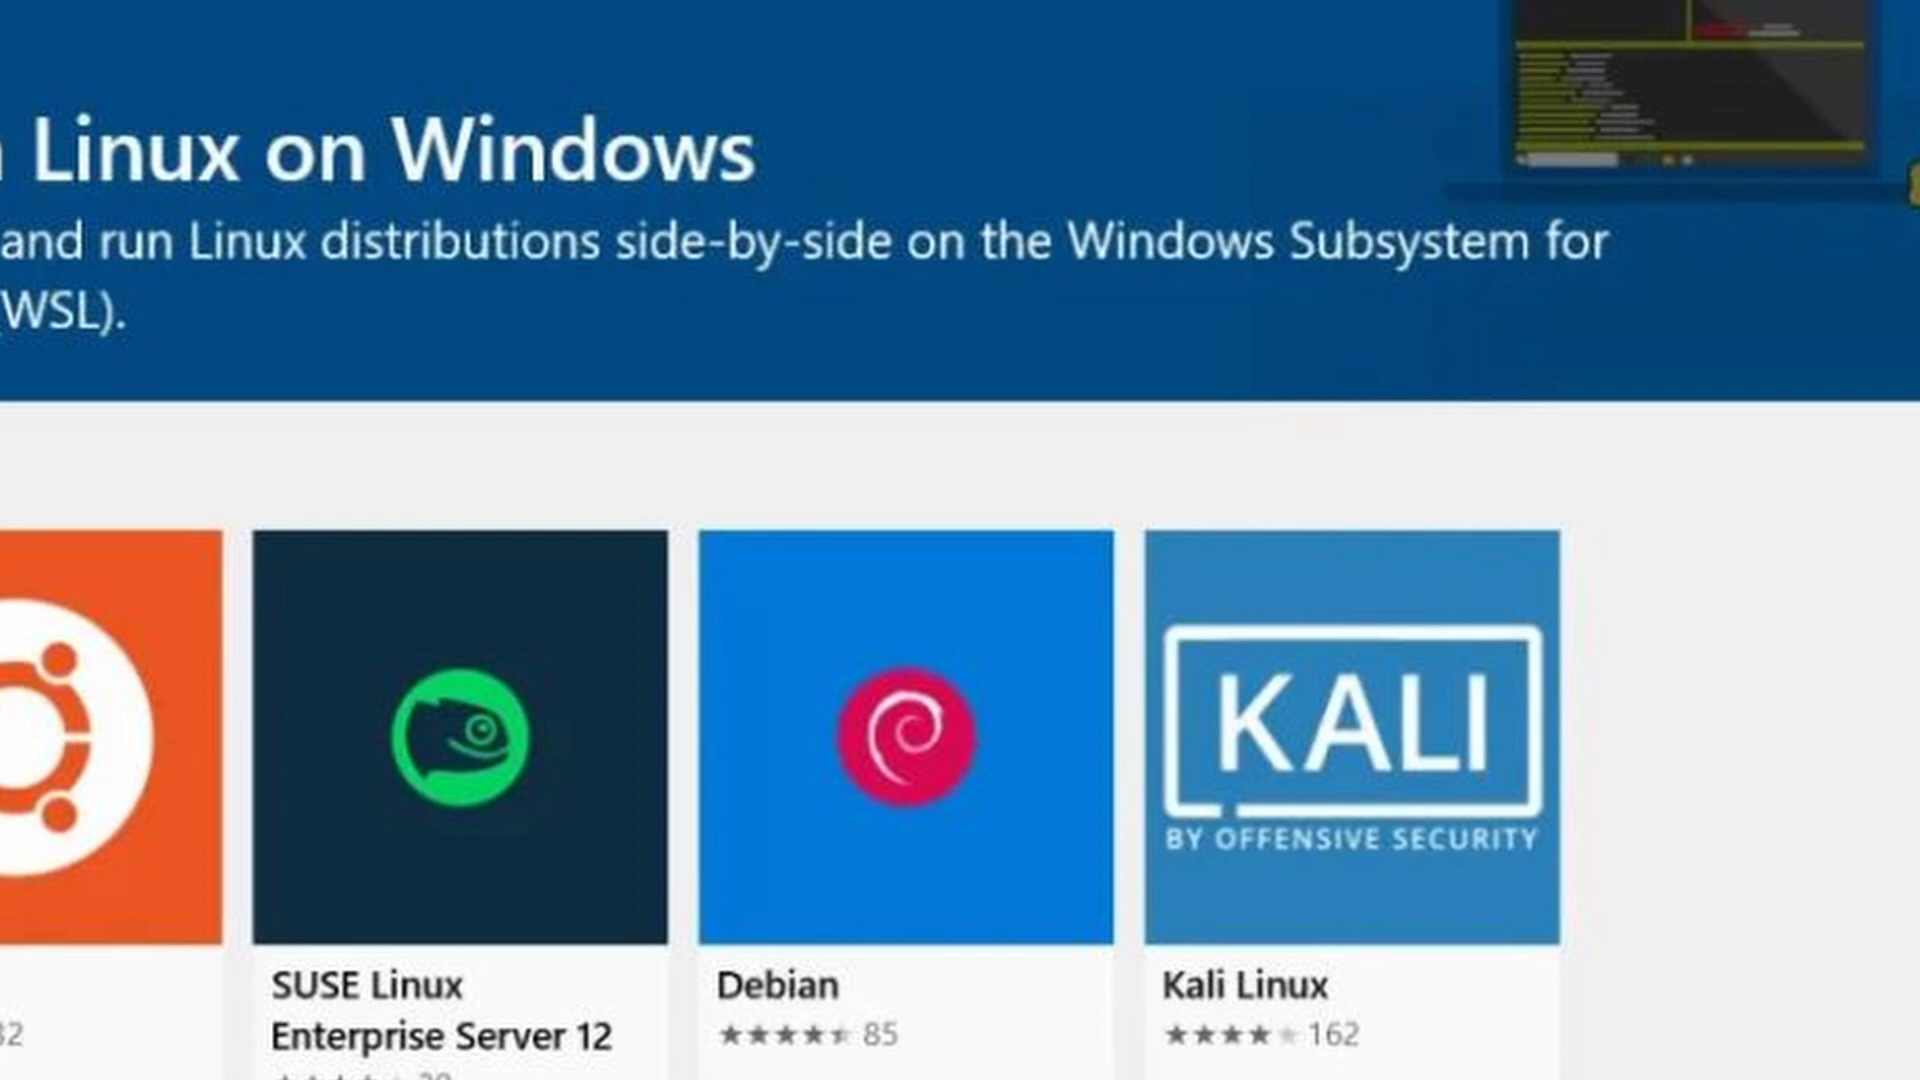 Linux on Windows
and run Linux distributions side-by-side on the Windows Subsystem for
(WSL).
KALI
BY OFFENSIVE SECURITY
SUSE Linux
Enterprise Server 12
Debian
85
Kali Linux
162